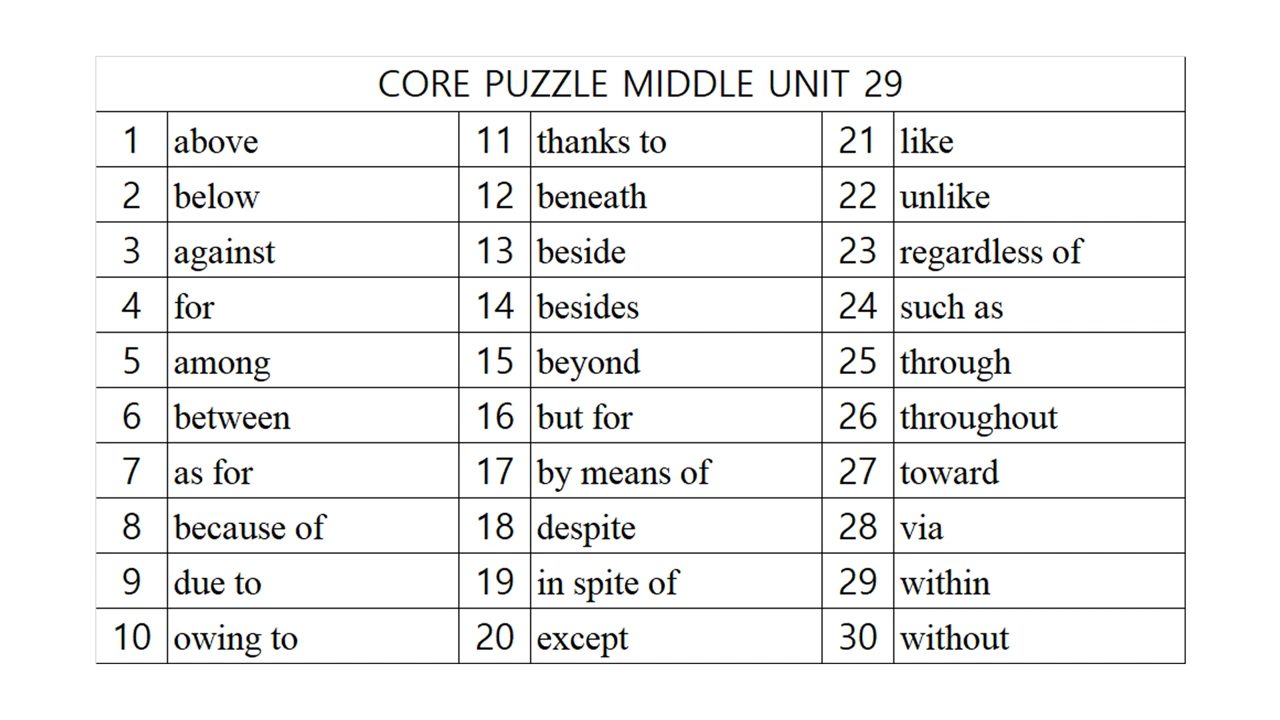 CORE PUZZLE MIDDLE UNIT 29
1 above 11 thanks to 21 like
2 below 12 beneath 22 unlike
3 against 13 beside 23 regardless of
4 for 14 besides 24 such as
5 among 15 beyond 25 through
6 between 16 but for 26 throughout
7 as for 17 by means of 27 toward
8 because of 18 despite 28 via
9 due to 19 in spite of 29 within
10 owing to 20 except 30 without